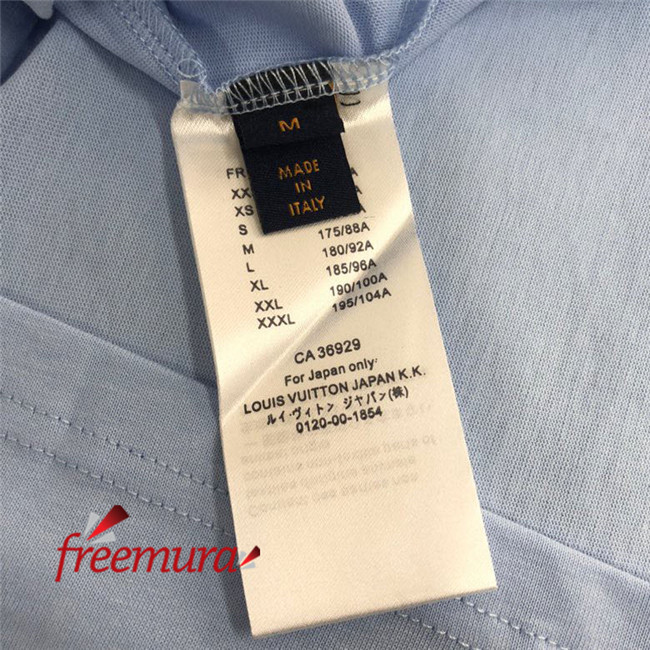 M
MADE
IN
ITALY
FR
XX
XS
S 175/88A
M 180/92A
L 185/96A
XL 190/100A
XXL 195/104A
XXXL
CA 36929
For Japan only:
LOUIS VUITTON JAPAN K.K.
ルイ・ヴィトン ジャパン(株)
0120-00-1854
freemura